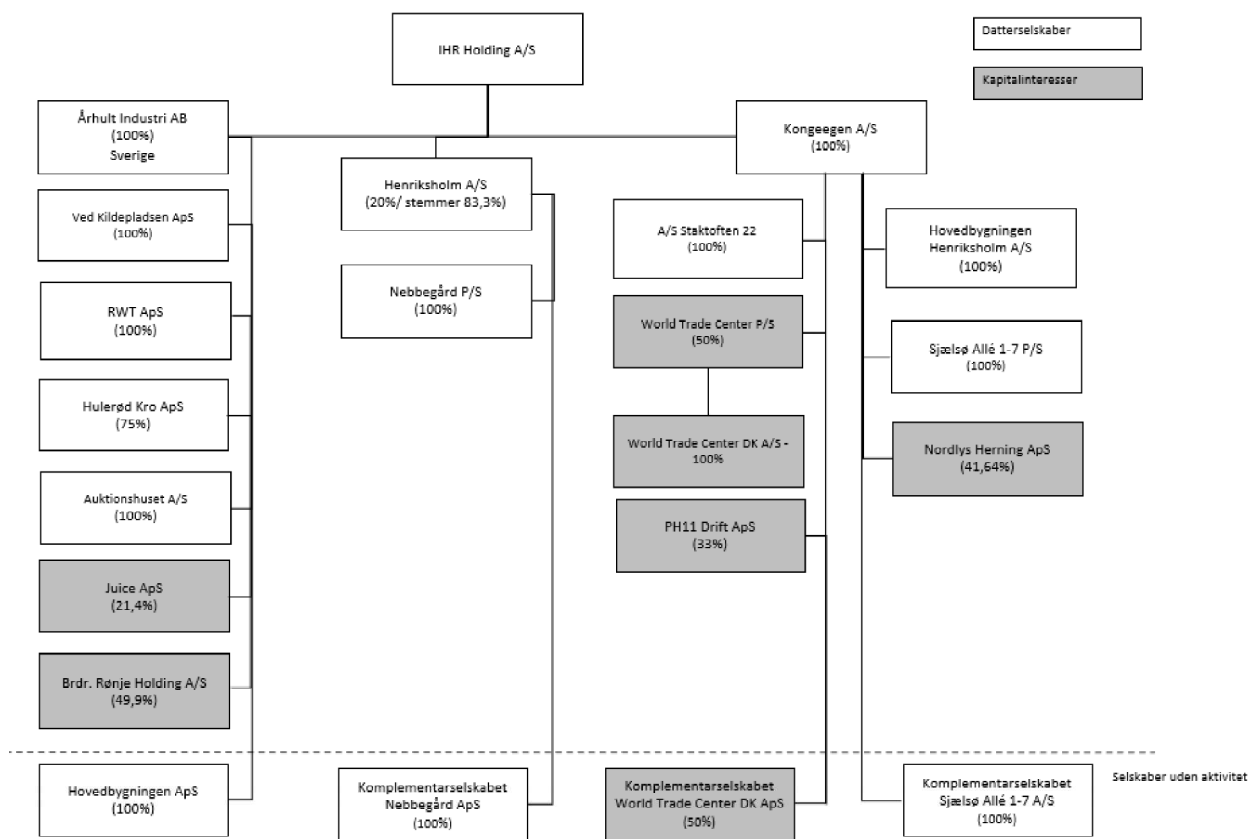 IHR Holding A/S
Datterselskaber
Kapitalinteresser
Århult Industri AB
(100%)
Sverige
Ved Kildepladsen ApS
(100%)
RWT ApS
(100%)
Hulerød Kro ApS
(75%)
Auktionshuset A/S
(100%)
Juice ApS
(21,4%)
Brdr. Rønje Holding A/S
(49,9%)
Hovedbygningen ApS
(100%)
Henriksholm A/S
(20%/ stemmer 83,3%)
Nebbegård P/S
(100%)
Komplementarselskabet
Nebbegård ApS
(100%)
Kongeegen A/S
(100%)
A/S Staktoften 22
(100%)
World Trade Center P/S
(50%)
World Trade Center DK A/S -
100%
PH11 Drift ApS
(33%)
Komplementarselskabet
World Trade Center DK ApS
(50%)
Hovedbygningen
Henriksholm A/S
(100%)
Sjælsø Allé 1-7 P/S
(100%)
Nordlys Herning ApS
(41,64%)
Komplementarselskabet
Sjælsø Allé 1-7 A/S
(100%)
Selskaber uden aktivitet